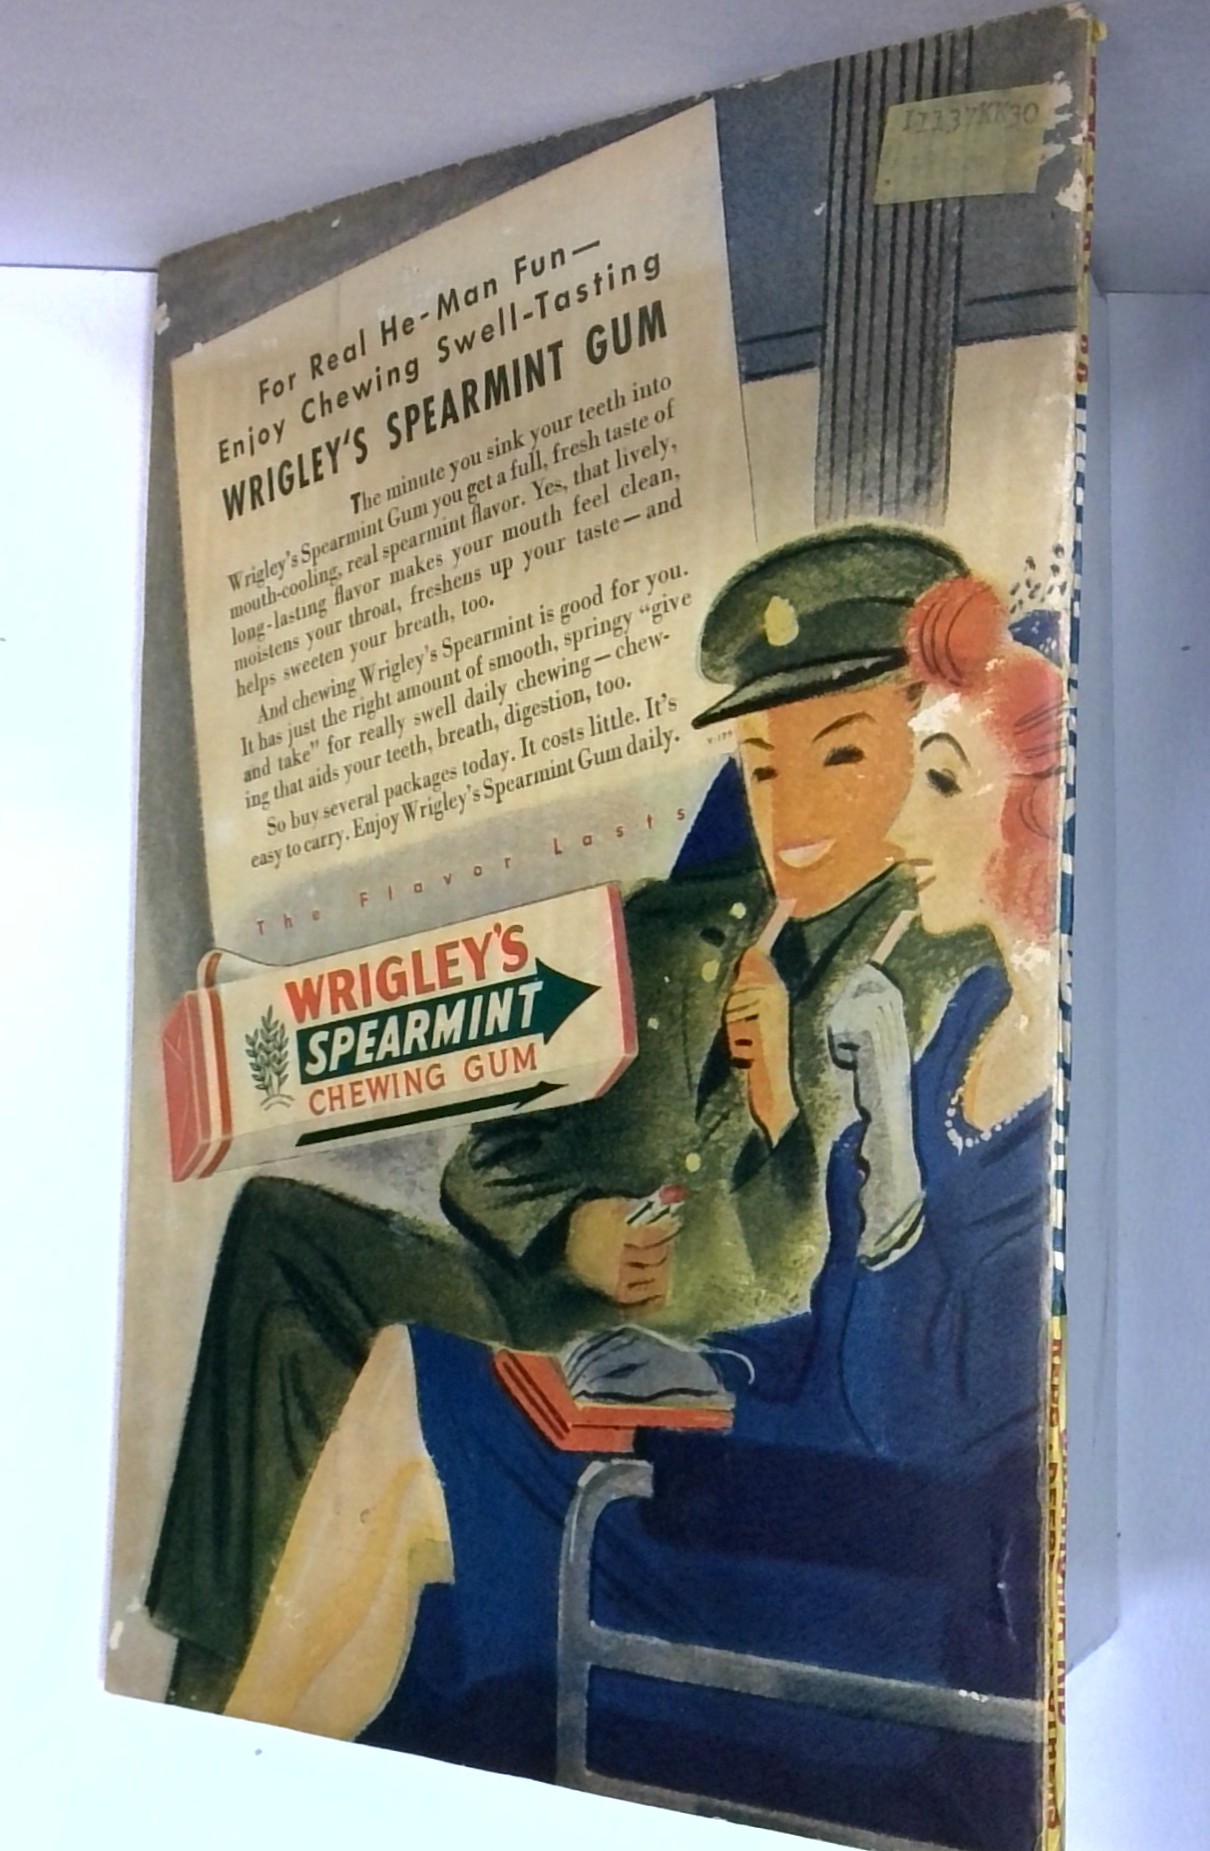 I1137KK30
For Real He-Man Fun—
Enjoy Chewing Swell-Tasting
WRIGLEY'S SPEARMINT GUM
The minute you sink your teeth into
Wrigley's Spearmint Gum you get a full, fresh taste of
mouth-cooling, real spearmint flavor. Yes, that lively,
long-lasting flavor makes your mouth feel clean,
moistens your throat, freshens up your taste—and
helps sweeten your breath, too.
And chewing Wrigley's Spearmint is good for you.
It has just the right amount of smooth, springy “give
and take” for really swell daily chewing—chew-
ing that aids your teeth, breath, digestion, too.
So buy several packages today. It costs little. It's
easy to carry. Enjoy Wrigley's Spearmint Gum daily.
The Flavor Lasts
WRIGLEY'S
SPEARMINT
CHEWING GUM